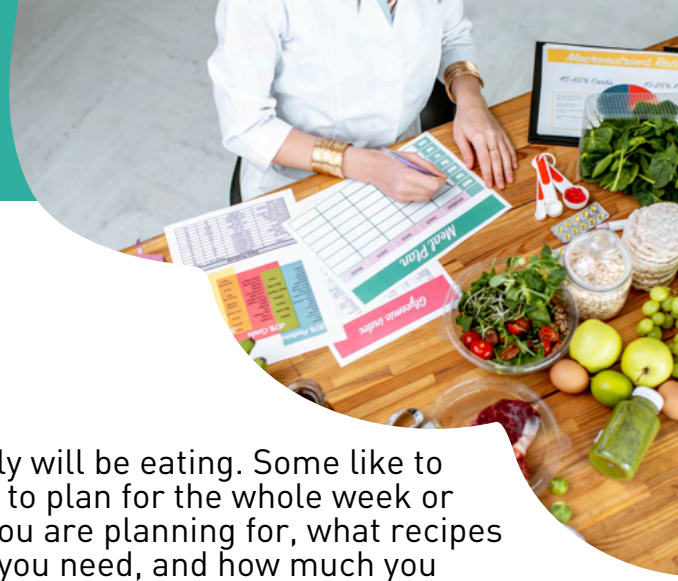 Macronutrient
45-65% Carbs
Meal Plan
Glycemic index
ly will be eating. Some like to
to plan for the whole week or
ou are planning for, what recipes
you need, and how much you